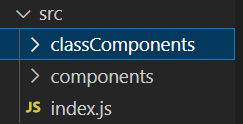 src
classComponents
components
JS index.js